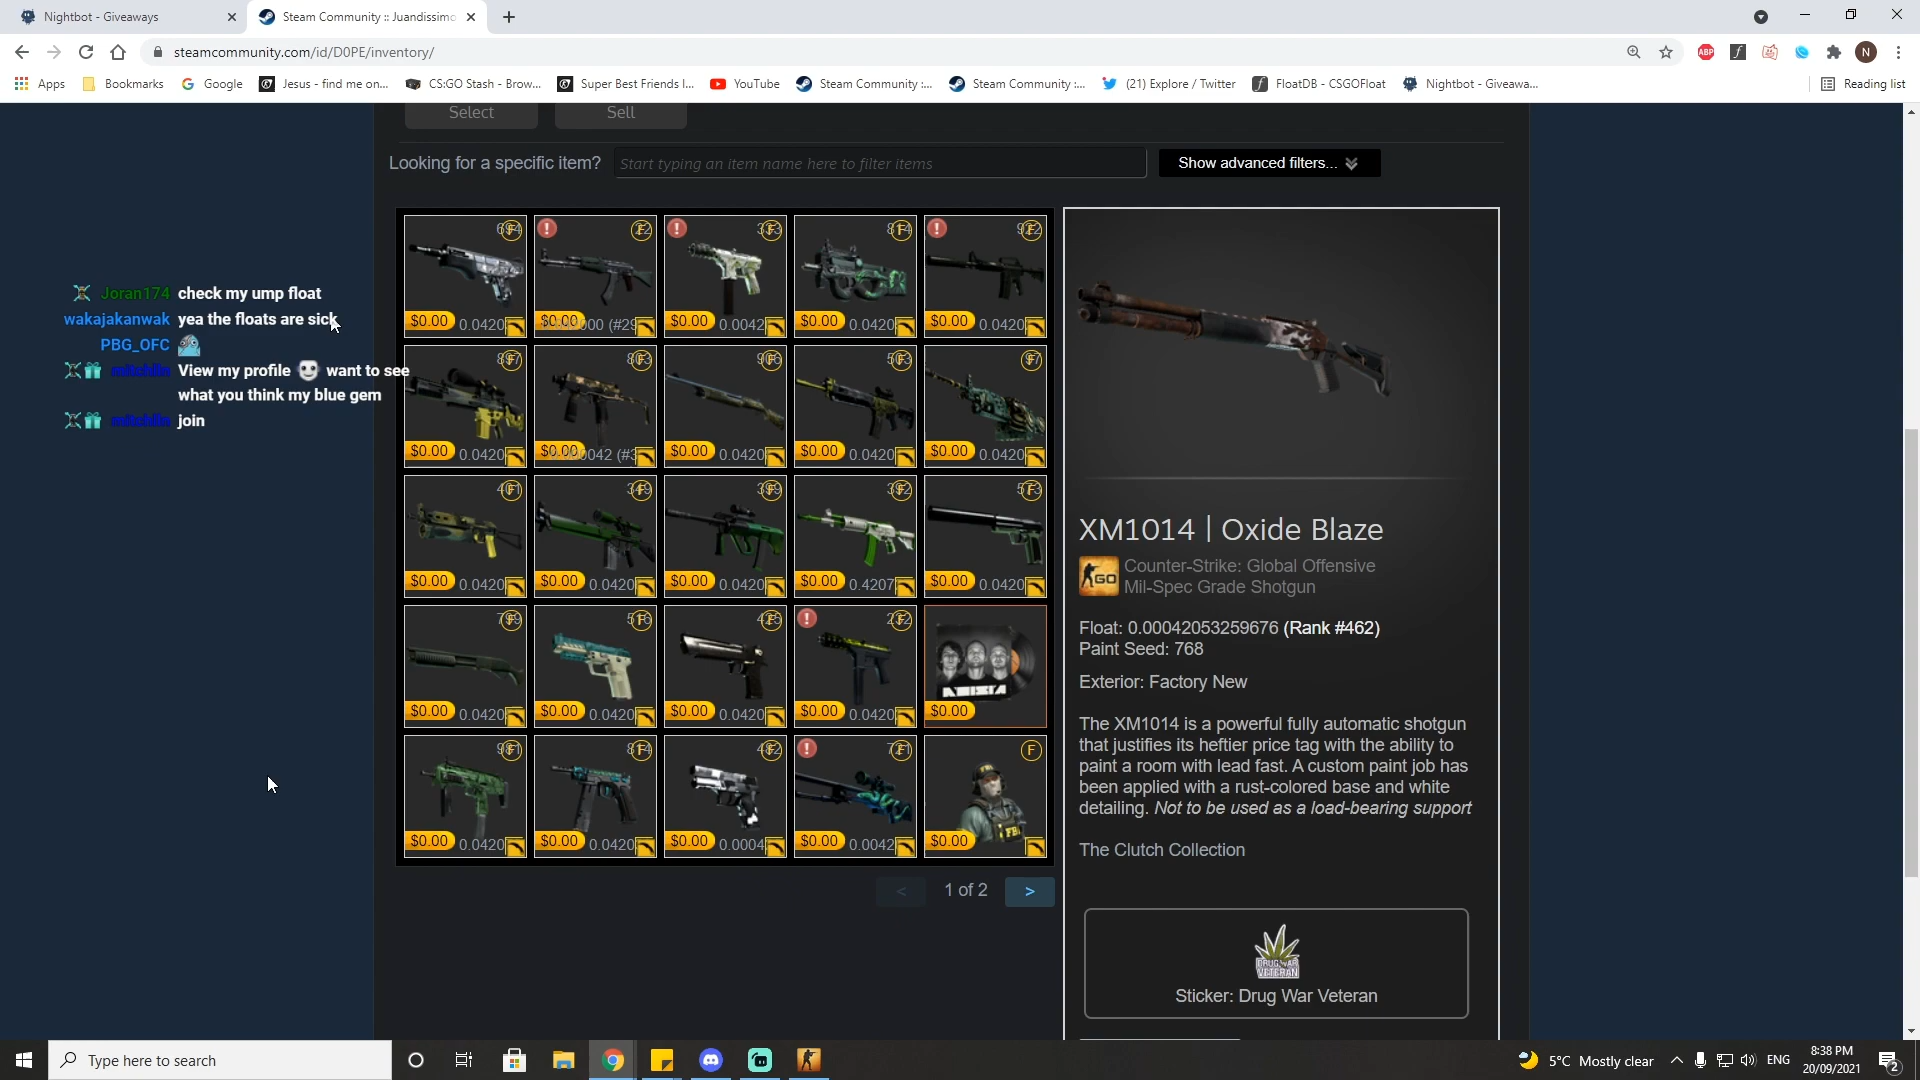 Nightbot - Giveaways
Steam Community :: Juandissimo
steamcommunity.com/id/D0PE/inventory/
ABP
N
Apps
Bookmarks
Google
Jesus - find me on...
CS:GO Stash - Brow...
Super Best Friends I...
YouTube
Steam Community :...
Steam Community :...
(21) Explore / Twitter
FloatDB - CSGOFloat
Nightbot - Giveawa...
Reading list
Select
Sell
Looking for a specific item?
Start typing an item name here to filter items
Show advanced filters...
Joran174 check my ump float
wakajakanwak yea the floats are sick
PBG_OFC
View my profile want to see
what you think my blue gem
join
$0.00 0.0420
$0.00
$0.00 0.0042
$0.00 0.0420
$0.00 0.0420
$0.00 0.0420
$0.00
$0.00 0.0420
$0.00 0.0420
$0.00 0.0420
$0.00 0.0420
$0.00 0.0420
$0.00 0.0420
$0.00 0.4207
$0.00 0.0420
$0.00 0.0420
$0.00 0.0420
$0.00 0.0420
$0.00 0.0420
$0.00
$0.00 0.0420
$0.00 0.0420
$0.00 0.0004
$0.00 0.0042
$0.00
FBI
F
<
1 of 2
>
XM1014 | Oxide Blaze
GO
Counter-Strike: Global Offensive
Mil-Spec Grade Shotgun
Float: 0.00042053259676 (Rank #462)
Paint Seed: 768
Exterior: Factory New
The XM1014 is a powerful fully automatic shotgun
that justifies its heftier price tag with the ability to
paint a room with lead fast. A custom paint job has
been applied with a rust-colored base and white
detailing. Not to be used as a load-bearing support
The Clutch Collection
DRUG WAR
VETERAN
Sticker: Drug War Veteran
Type here to search
5°C Mostly clear
ENG
8:38 PM
20/09/2021
2